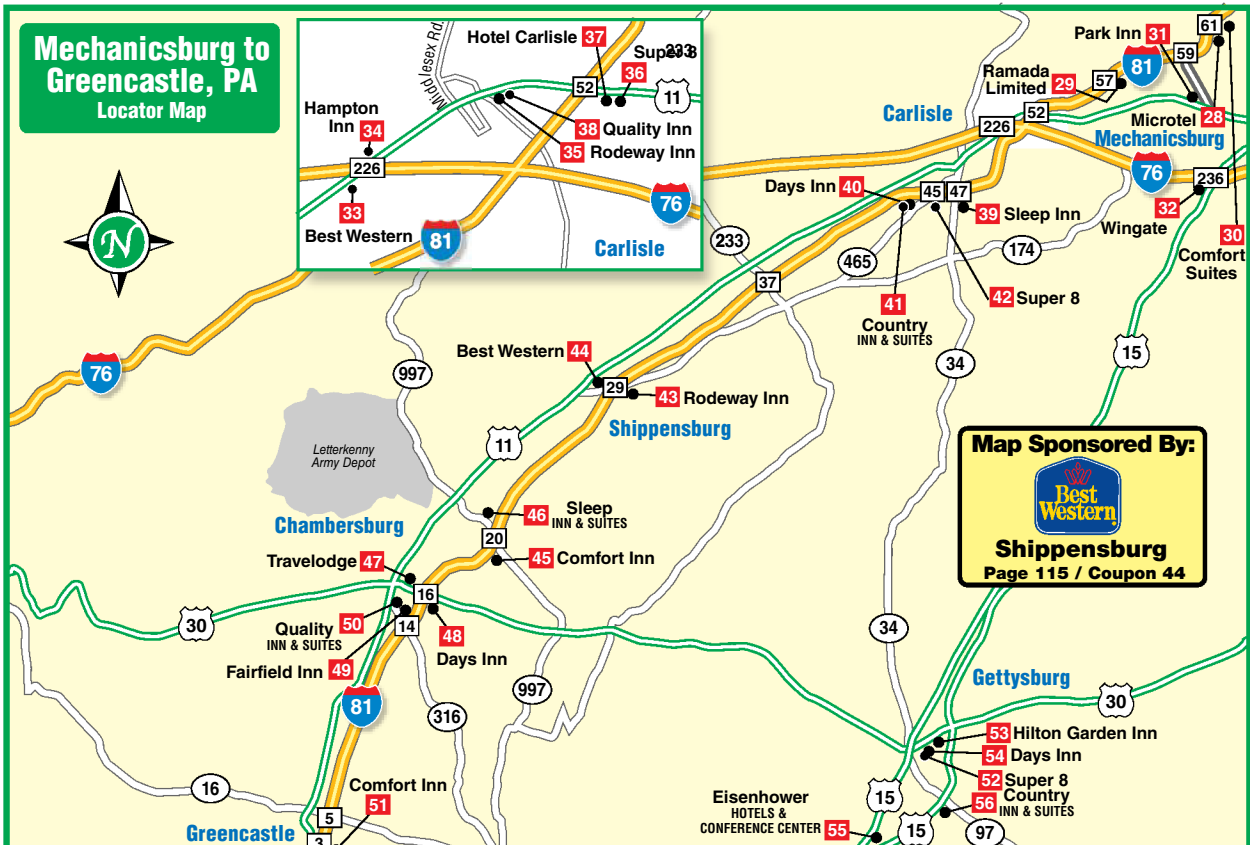 Mechanicsburg to
Greencastle, PA
Locator Map
Middlesex Rd.
Hotel Carlisle 37
Super 8
233
36
52
11
Hampton
Inn
34
38 Quality Inn
35 Rodeway Inn
226
33
Best Western
81
76
Carlisle
N
61
Park Inn 31
59
81
Ramada
Limited
29
57
52
Carlisle
226
Microtel 28
Mechanicsburg
76
236
Days Inn 40
45
47
39 Sleep Inn
32
Wingate
30
Comfort
Suites
233
174
465
37
41
Country
INN & SUITES
42 Super 8
15
76
997
Best Western 44
29
43 Rodeway Inn
34
Shippensburg
Letterkenny
Army Depot
11
Map Sponsored By:
Best
Western
Shippensburg
Page 115 / Coupon 44
Chambersburg
46 Sleep
INN & SUITES
20
45 Comfort Inn
Travelodge 47
16
30
Quality
INN & SUITES
50
14
48
Days Inn
Fairfield Inn 49
34
Gettysburg
81
997
30
316
53 Hilton Garden Inn
54 Days Inn
52 Super 8
56 Country
INN & SUITES
16
Comfort Inn
51
15
Eisenhower
HOTELS &
CONFERENCE CENTER 55
5
Greencastle
3
15
97